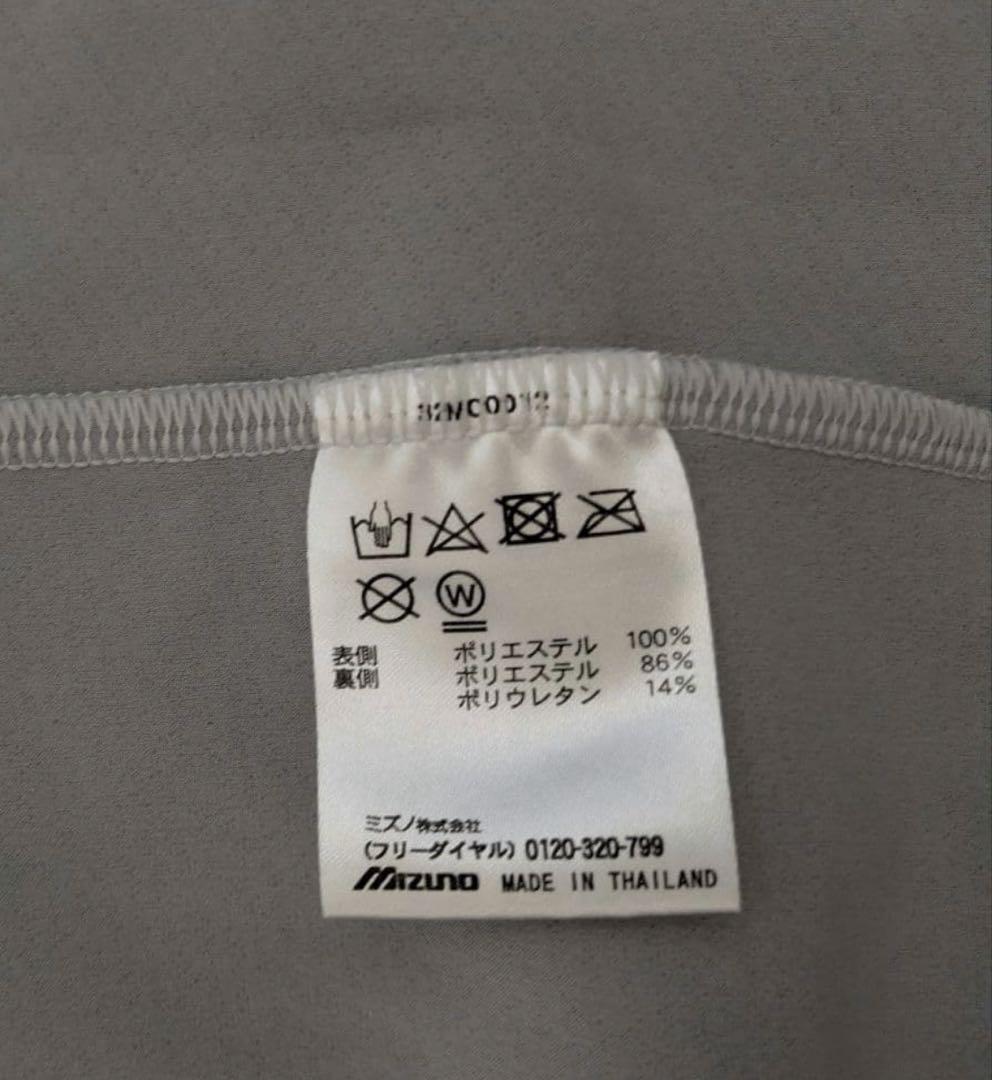 W
表側 ポリエステル 100%
裏側 ポリエステル 86%
ポリウレタン 14%
ミズノ株式会社
(フリーダイヤル) 0120-320-799
MIZUNO MADE IN THAILAND